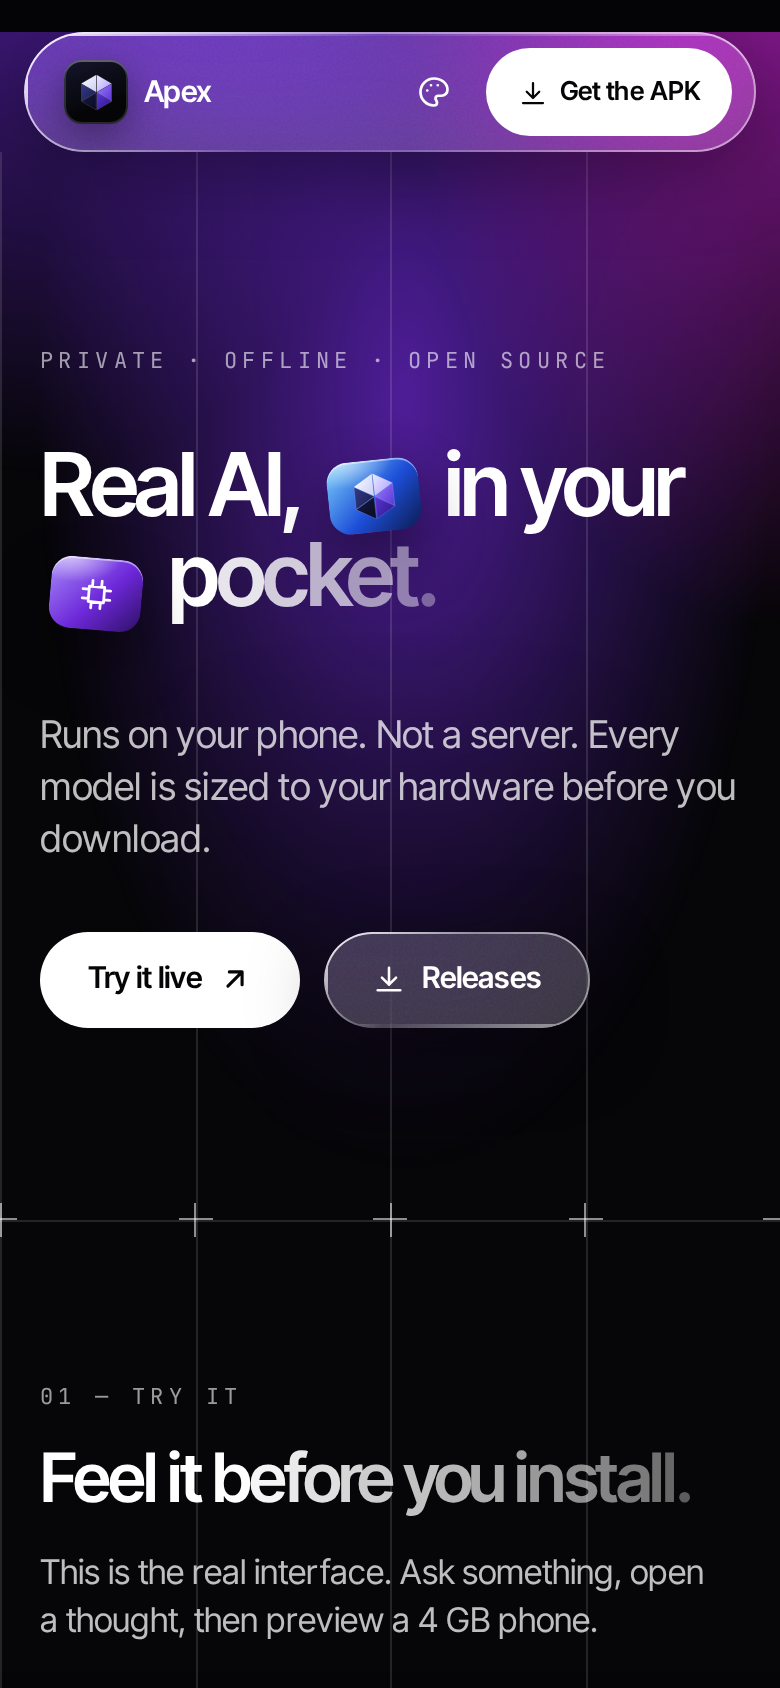 Apex
Get the APK
PRIVATE · OFFLINE · OPEN SOURCE
Real AI, in your
pocket.
Runs on your phone. Not a server. Every
model is sized to your hardware before you
download.
Try it live
Releases
01 — TRY IT
Feel it before you install.
This is the real interface. Ask something, open
a thought, then preview a 4 GB phone.